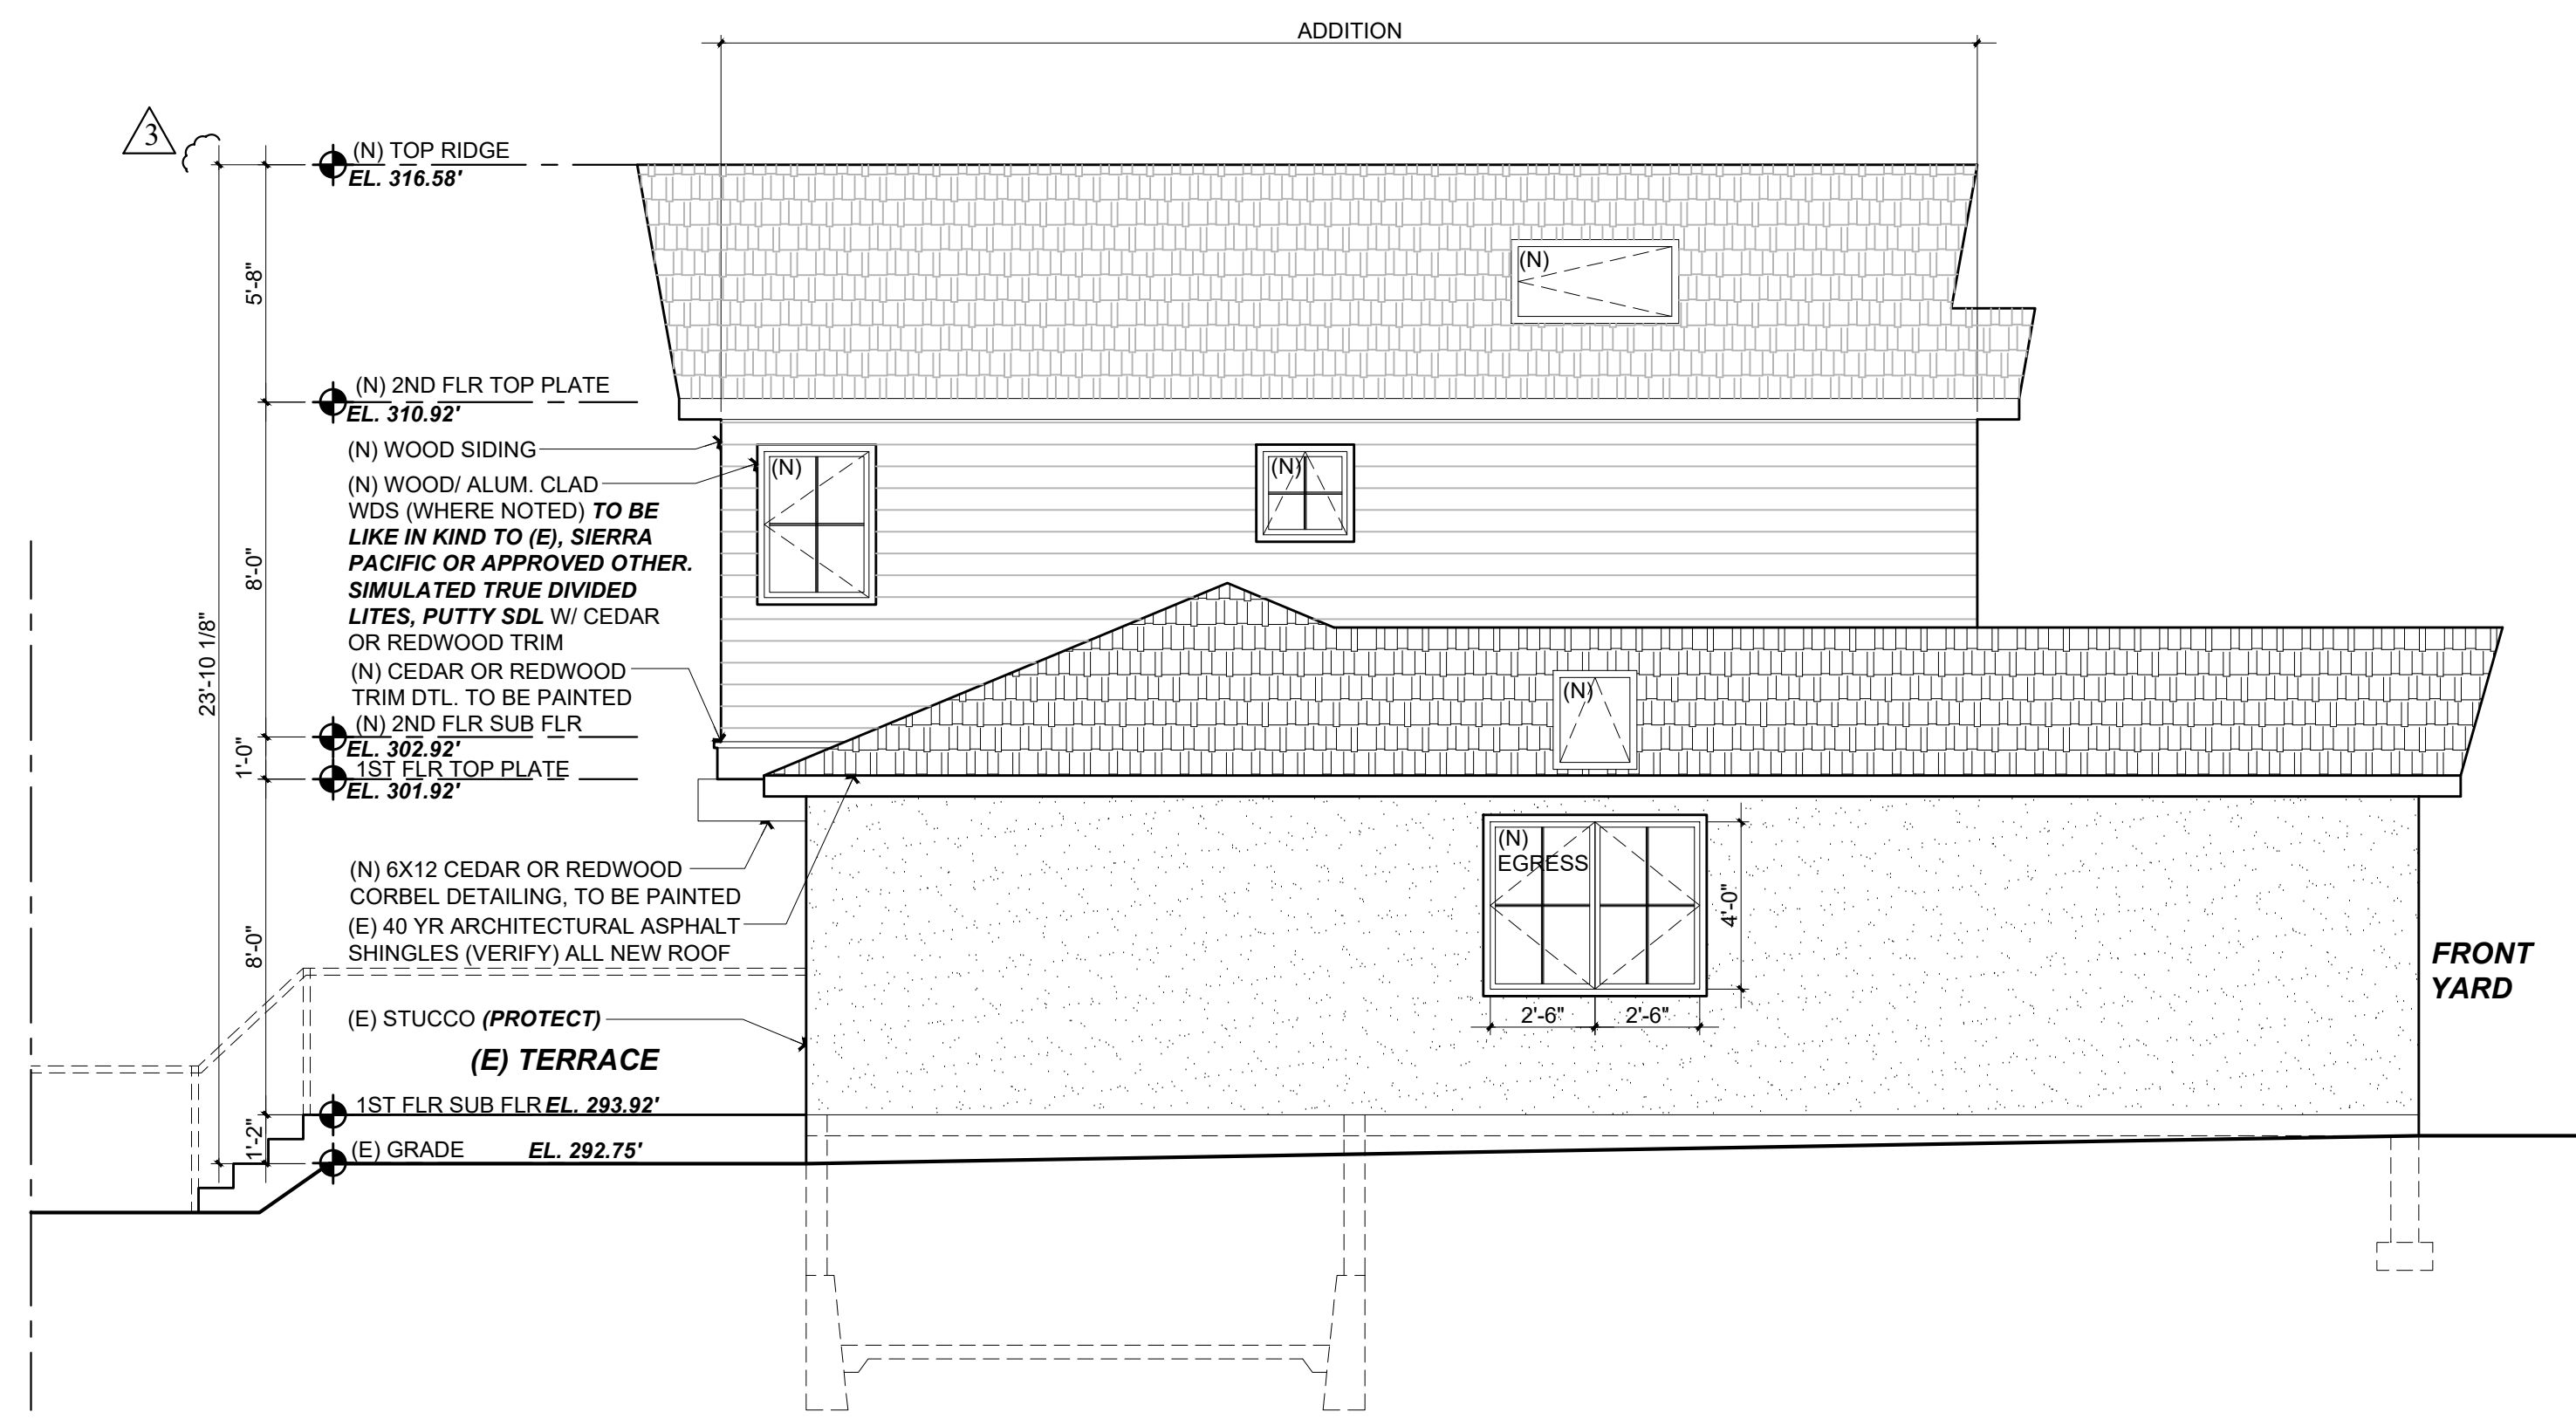 ADDITION
3
(N) TOP RIDGE
EL. 316.58'
5'-8"
(N)
(N) 2ND FLR TOP PLATE
EL. 310.92'
(N) WOOD SIDING
(N) WOOD/ ALUM. CLAD
WDS (WHERE NOTED) TO BE
LIKE IN KIND TO (E), SIERRA
PACIFIC OR APPROVED OTHER.
SIMULATED TRUE DIVIDED
LITES, PUTTY SDL W/ CEDAR
OR REDWOOD TRIM
(N)
(N)
8'-0"
23'-10 1/8"
(N) CEDAR OR REDWOOD
TRIM DTL. TO BE PAINTED
(N)
(N) 2ND FLR SUB FLR
EL. 302.92'
1'-0"
1ST FLR TOP PLATE
EL. 301.92'
(N) 6X12 CEDAR OR REDWOOD
CORBEL DETAILING, TO BE PAINTED
(E) 40 YR ARCHITECTURAL ASPHALT
SHINGLES (VERIFY) ALL NEW ROOF
(N)
EGRESS
4'-0"
8'-0"
FRONT
YARD
2'-6"
2'-6"
(E) STUCCO (PROTECT)
(E) TERRACE
1ST FLR SUB FLR EL. 293.92'
1'-2"
(E) GRADE EL. 292.75'